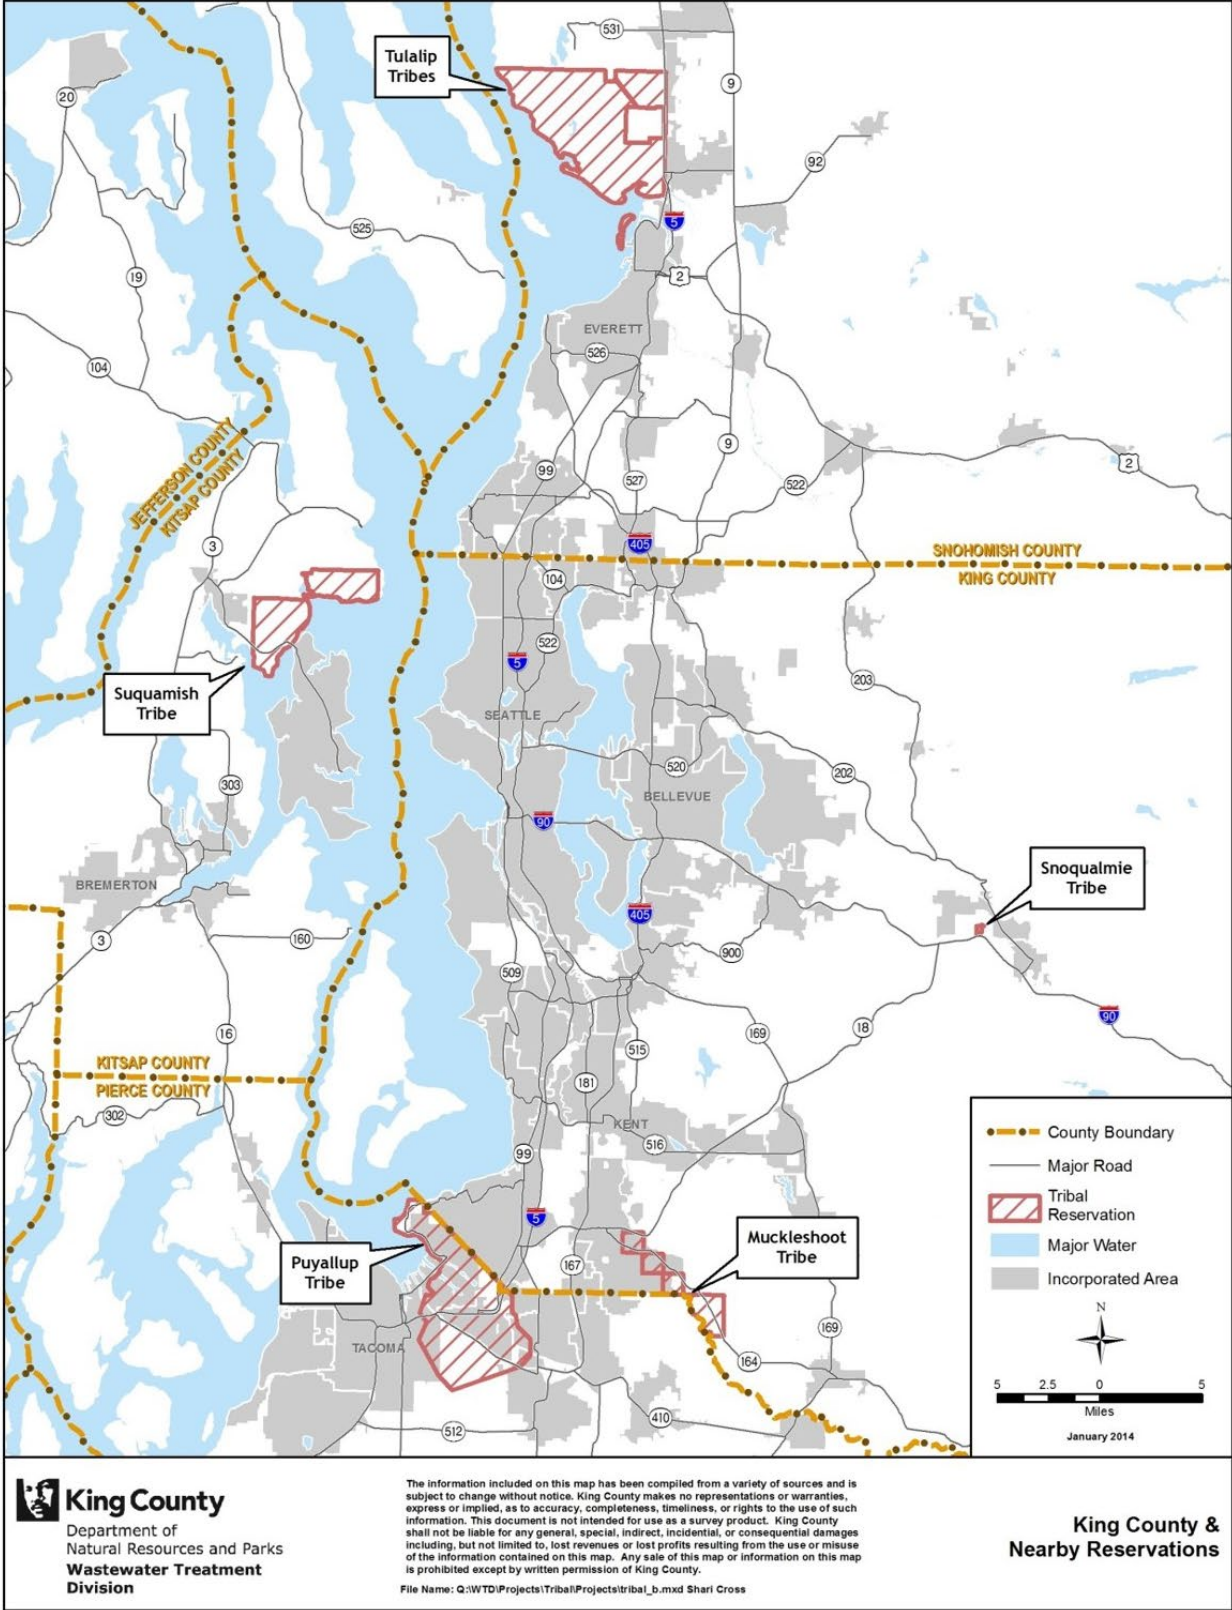 531
Tulalip
Tribes
9
20
92
525
5
19
2
EVERETT
526
104
9
JEFFERSON COUNTY
KITSAP COUNTY
99
527
522
2
3
405
SNOHOMISH COUNTY
KING COUNTY
104
522
5
203
Suquamish
Tribe
SEATTLE
520
202
303
BELLEVUE
90
Snoqualmie
Tribe
BREMERTON
405
3
160
900
509
90
16
169
18
515
KITSAP COUNTY
PIERCE COUNTY
181
302
KENT
516
99
County Boundary
Major Road
Tribal
Reservation
Major Water
Incorporated Area
N
5 2.5 0 5
Miles
January 2014
5
Muckleshoot
Tribe
Puyallup
Tribe
167
169
TACOMA
164
410
512
King County
Department of
Natural Resources and Parks
Wastewater Treatment
Division
The information included on this map has been compiled from a variety of sources and is
subject to change without notice. King County makes no representations or warranties,
express or implied, as to accuracy, completeness, timeliness, or rights to the use of such
information. This document is not intended for use as a survey product. King County
shall not be liable for any general, special, indirect, incidental, or consequential damages
including, but not limited to, lost revenues or lost profits resulting from the use or misuse
of the information contained on this map. Any sale of this map or information on this map
is prohibited except by written permission of King County.
File Name: Q:\WTD\Projects\Tribal\Projects\tribal_b.mxd Shari Cross
King County &
Nearby Reservations